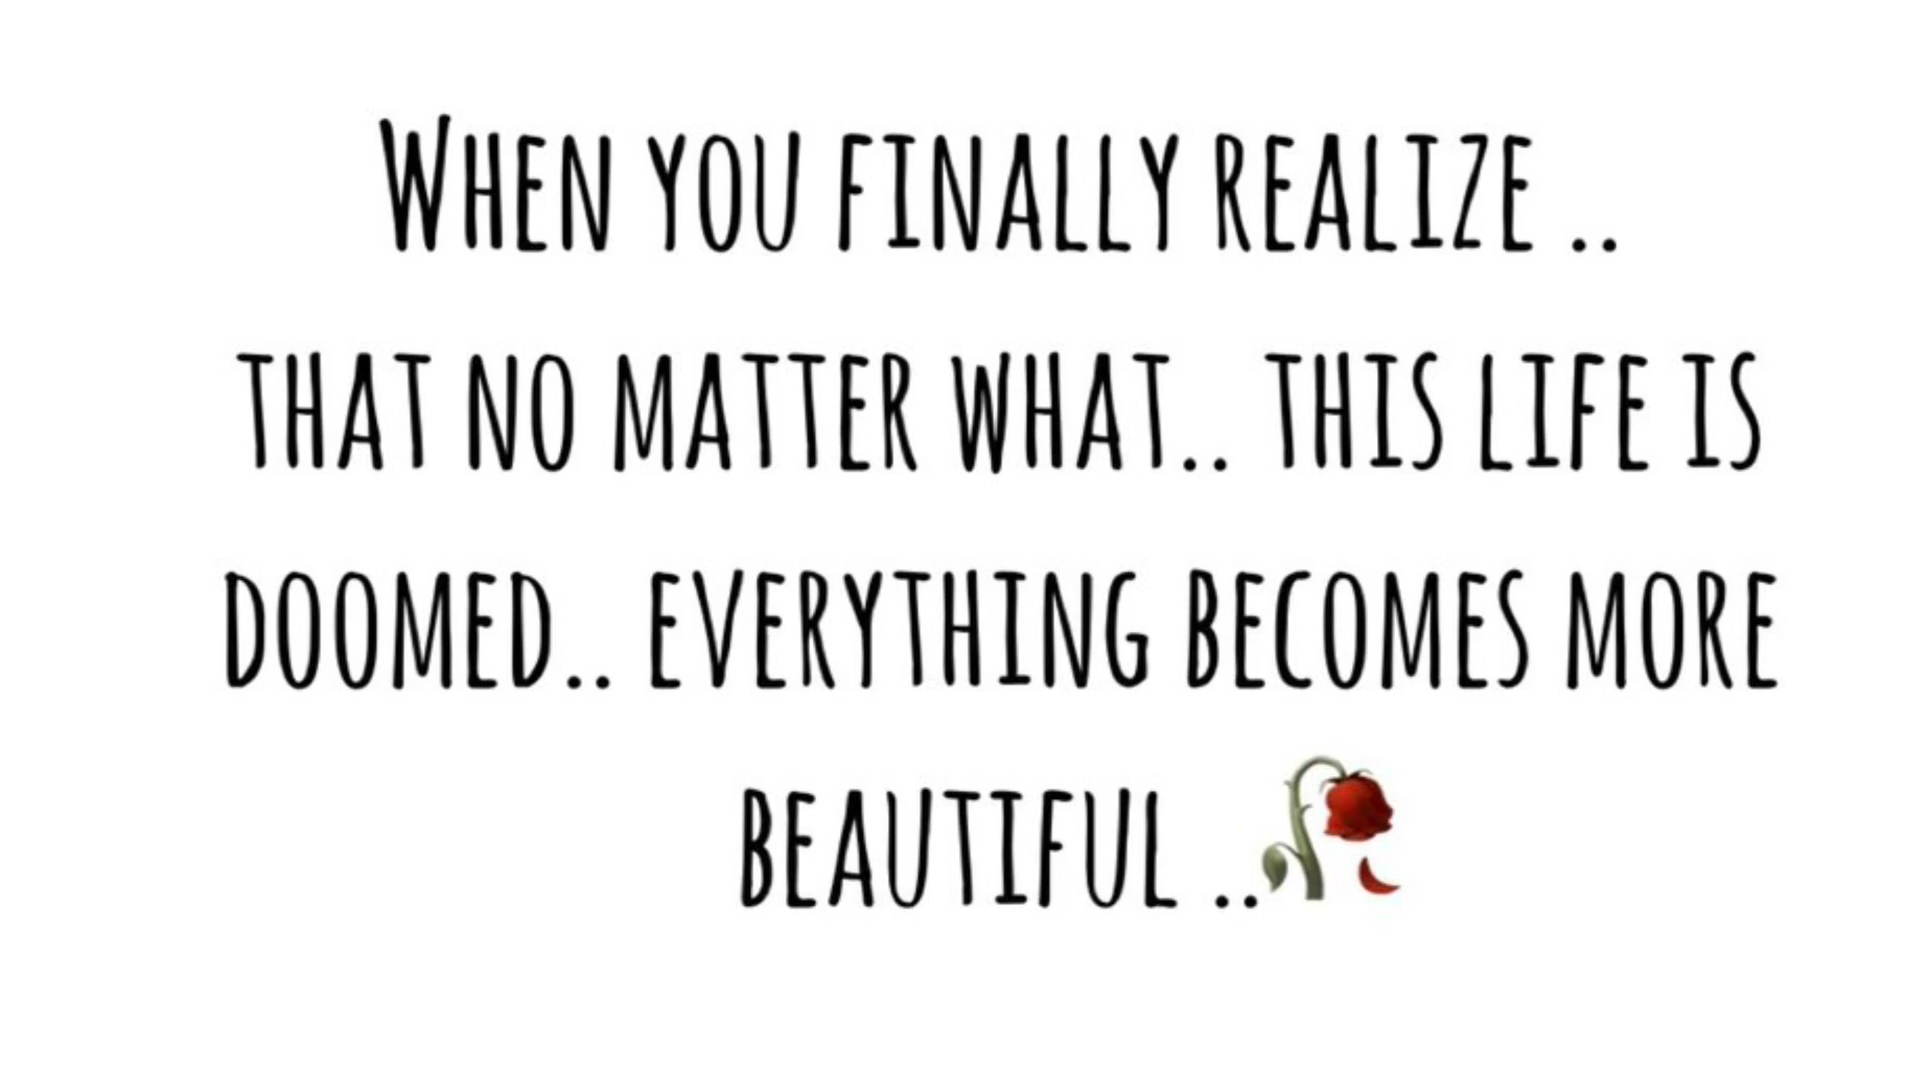 When you finally realize ..
that no matter what.. this life is
doomed.. everything becomes more
beautiful ..🥀